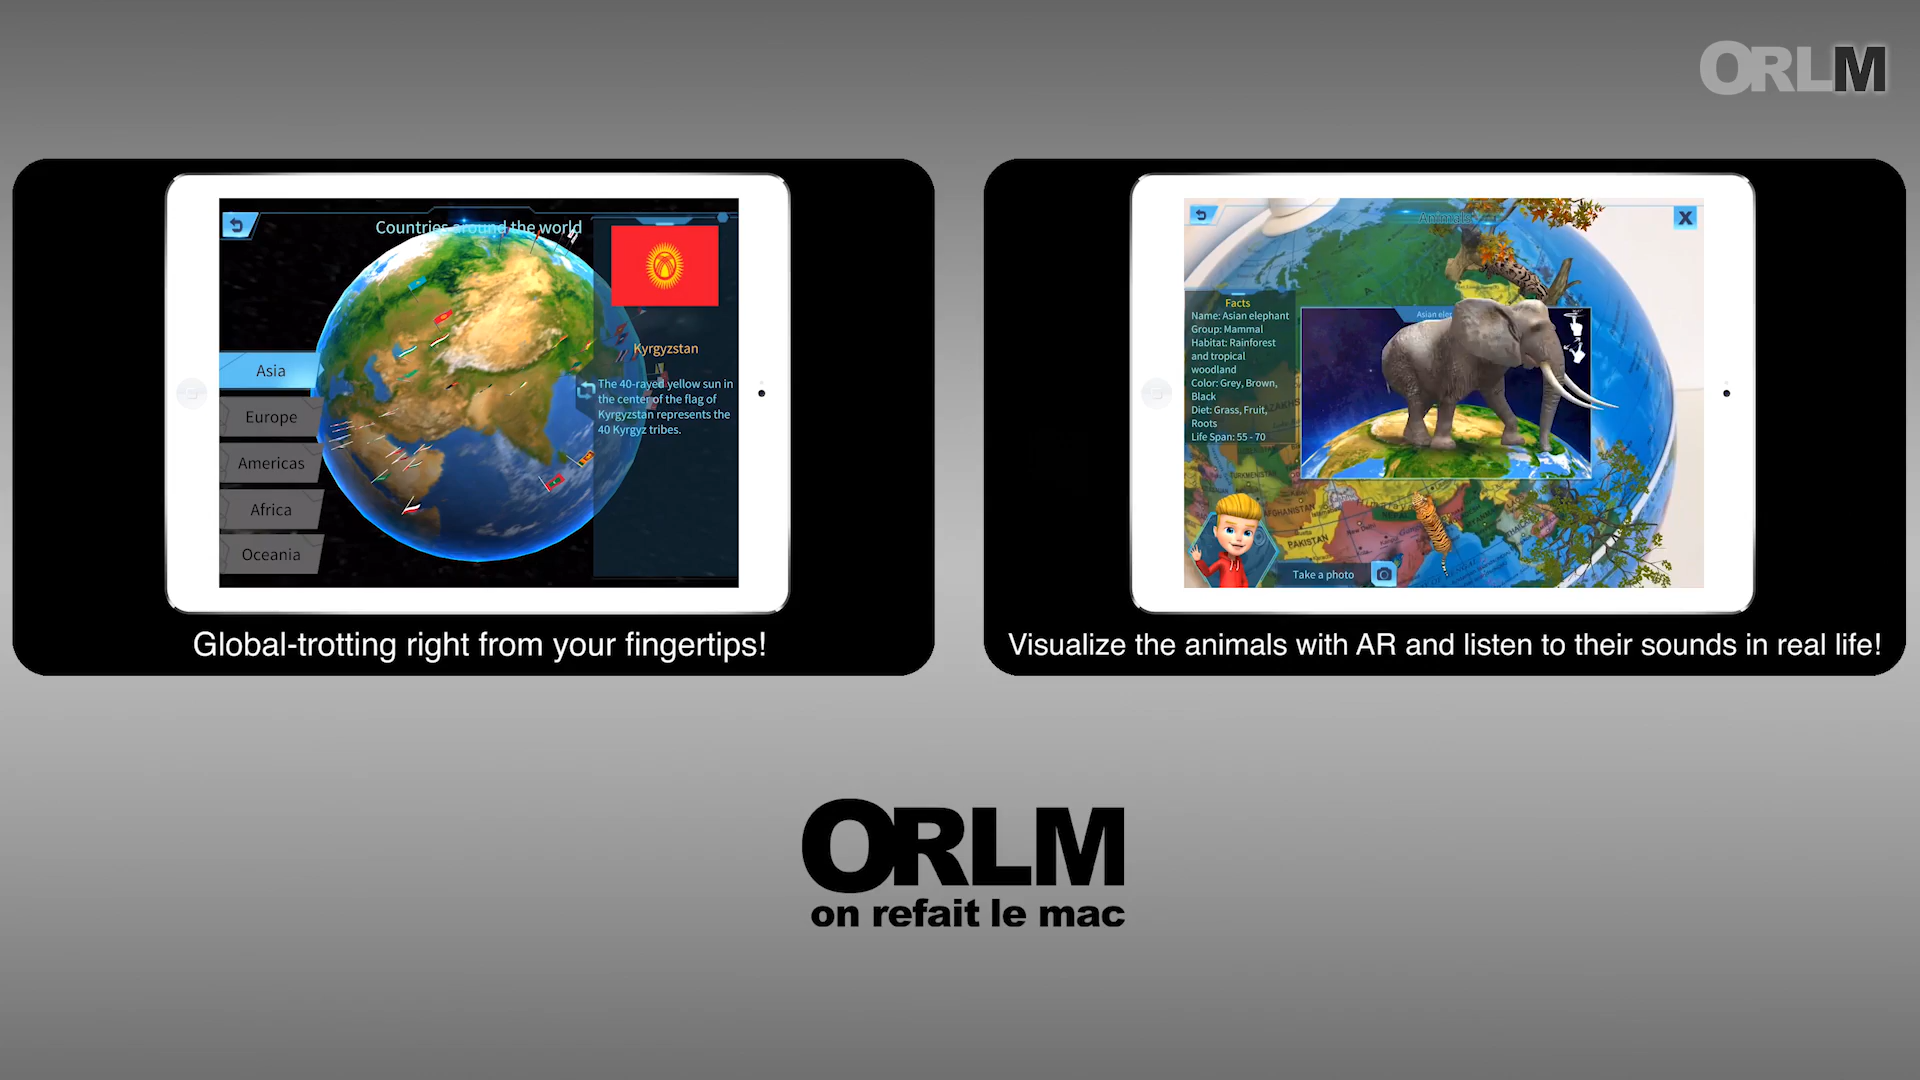 ORLM
Countries around the world
Asia
Europe
Americas
Africa
Oceania
Kyrgyzstan
The 40-rayed yellow sun in
the center of the flag of
Kyrgyzstan represents the
40 Kyrgyz tribes.
Global-trotting right from your fingertips!
Animals
Facts
Name: Asian elephant
Group: Mammal
Habitat: Rainforest
and tropical
woodland
Color: Grey, Brown,
Black
Diet: Grass, Fruit,
Roots
Life Span: 55 - 70
Asian
TURKMENISTAN
AFGHANISTAN
PAKISTAN
NEPAL
Take a photo
Visualize the animals with AR and listen to their sounds in real life!
ORLM
on refait le mac